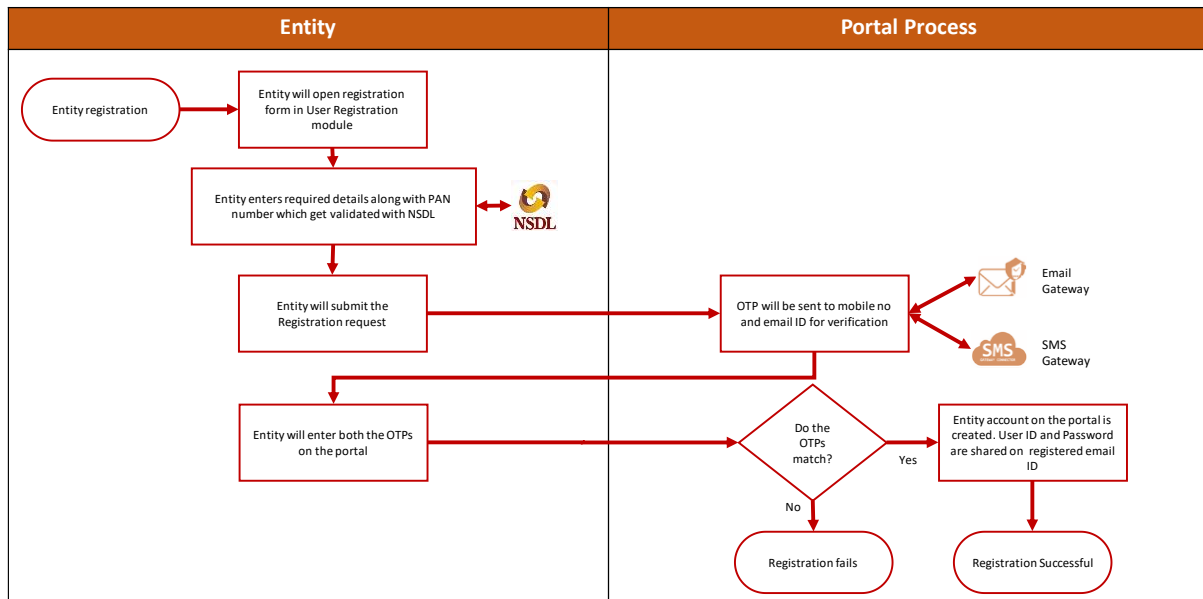 Entity
Portal Process
Entity registration
Entity will open registration
form in User Registration
module
Entity enters required details along with PAN
number which get validated with NSDL
NSDL
Entity will submit the
Registration request
OTP will be sent to mobile no
and email ID for verification
Email
Gateway
SMS
SMS
Gateway
Entity will enter both the OTPs
on the portal
Do the
OTPs
match?
Yes
No
Entity account on the portal is
created. User ID and Password
are shared on registered email
ID
Registration fails
Registration Successful